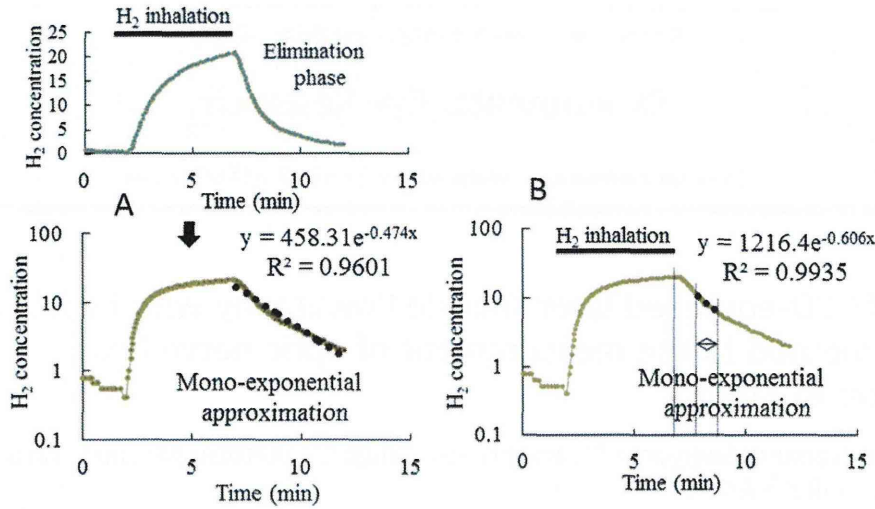 H₂ inhalation
Elimination
phase
H₂ concentration
25
20
15
10
5
0
0 5 10 15
Time (min)
A
y = 458.31e^-0.474x
R² = 0.9601
H₂ concentration
100
10
1
0.1
Mono-exponential
approximation
0 5 10 15
Time (min)
B
H₂ inhalation
y = 1216.4e^-0.606x
R² = 0.9935
H₂ concentration
100
10
1
0.1
Mono-exponential
approximation
0 5 10 15
Time (min)